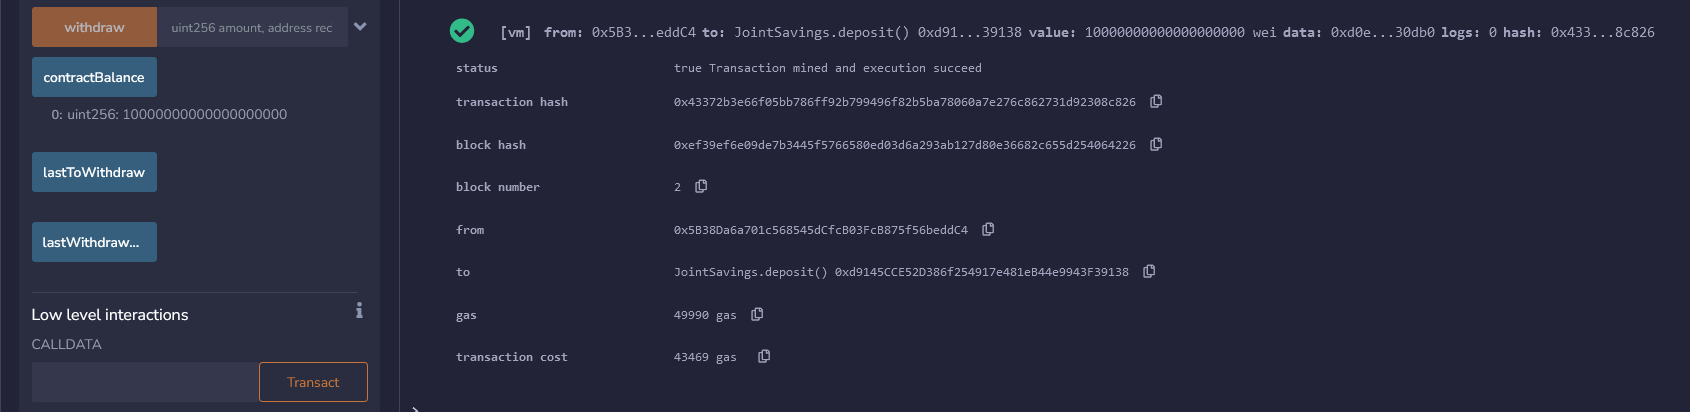 withdraw
uint256 amount, address rec
contractBalance
0: uint256: 10000000000000000000
lastToWithdraw
lastWithdraw...
Low level interactions
CALLDATA
Transact
[vm] from: 0x5B3...eddC4 to: JointSavings.deposit() 0xd91...39138 value: 10000000000000000000 wei data: 0xd0e...30db0 logs: 0 hash: 0x433...8c826
status true Transaction mined and execution succeed
transaction hash 0x43372b3e66f05bb786ff92b799496f82b5ba78060a7e276c862731d92308c826
block hash 0xef39ef6e09de7b3445f5766580ed03d6a293ab127d80e36682c655d254064226
block number 2
from 0x5B38Da6a701c568545dCfcB03FcB875f56beddC4
to JointSavings.deposit() 0xd9145CCE52D386f254917e481eB44e9943F39138
gas 49990 gas
transaction cost 43469 gas